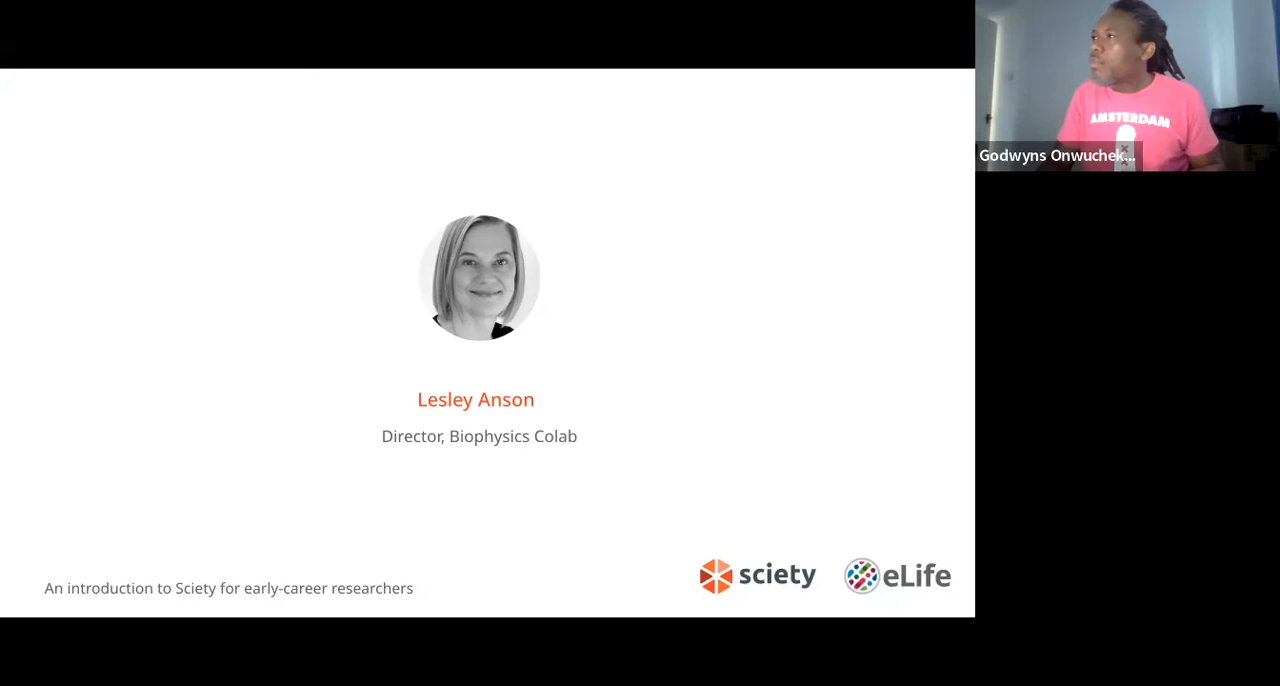 AMSTERDAM
Godwyns Onwuchek...
Lesley Anson
Director, Biophysics Colab
An introduction to Sciety for early-career researchers
sciety
eLife